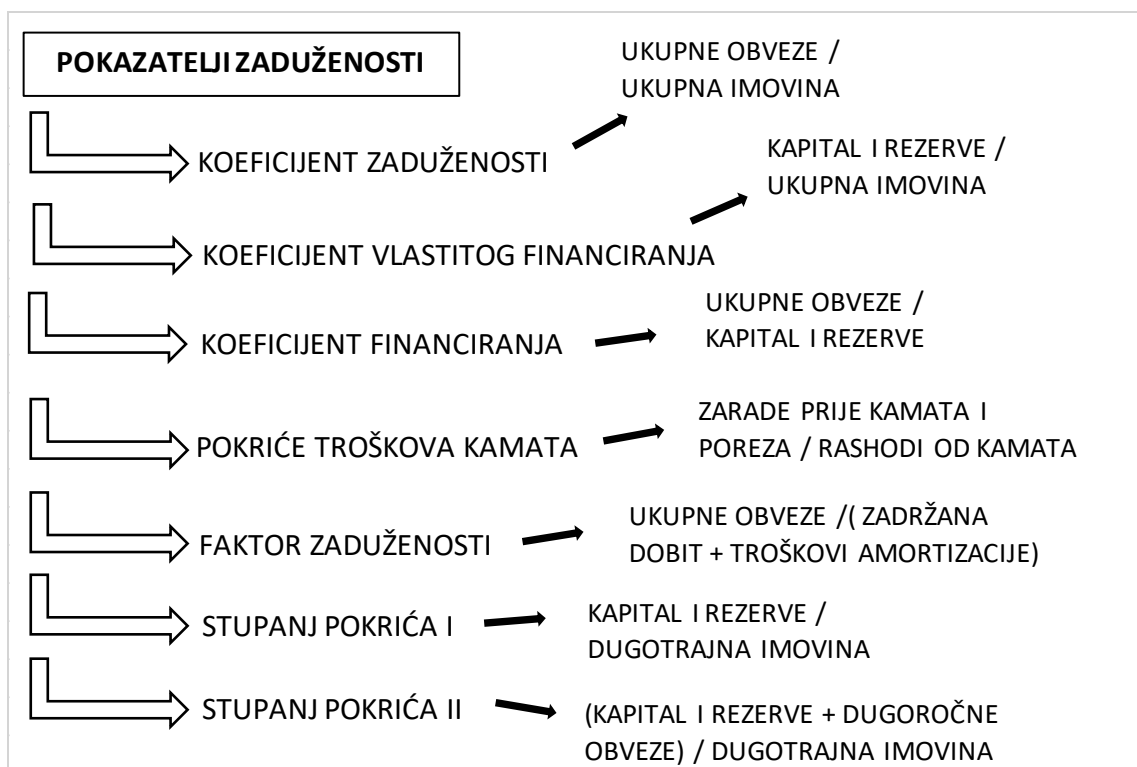 POKAZATELJI ZADUŽENOSTI
UKUPNE OBVEZE /
UKUPNA IMOVINA
KOEFICIJENT ZADUŽENOSTI
KAPITAL I REZERVE /
UKUPNA IMOVINA
KOEFICIJENT VLASTITOG FINANCIRANJA
UKUPNE OBVEZE /
KAPITAL I REZERVE
KOEFICIJENT FINANCIRANJA
ZARADE PRIJE KAMATA I
POREZA / RASHODI OD KAMATA
POKRIĆE TROŠKOVA KAMATA
UKUPNE OBVEZE /( ZADRŽANA
DOBIT + TROŠKOVI AMORTIZACIJE)
FAKTOR ZADUŽENOSTI
KAPITAL I REZERVE /
DUGOTRAJNA IMOVINA
STUPANJ POKRIĆA I
STUPANJ POKRIĆA II
(KAPITAL I REZERVE + DUGOROČNE
OBVEZE) / DUGOTRAJNA IMOVINA